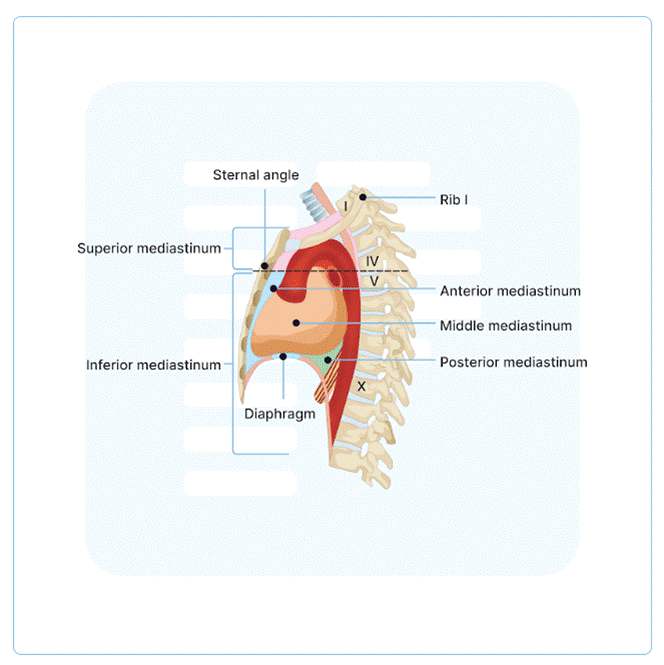 Sternal angle
Rib I
I
Superior mediastinum
IV
V
Anterior mediastinum
Middle mediastinum
Inferior mediastinum
Posterior mediastinum
X
Diaphragm